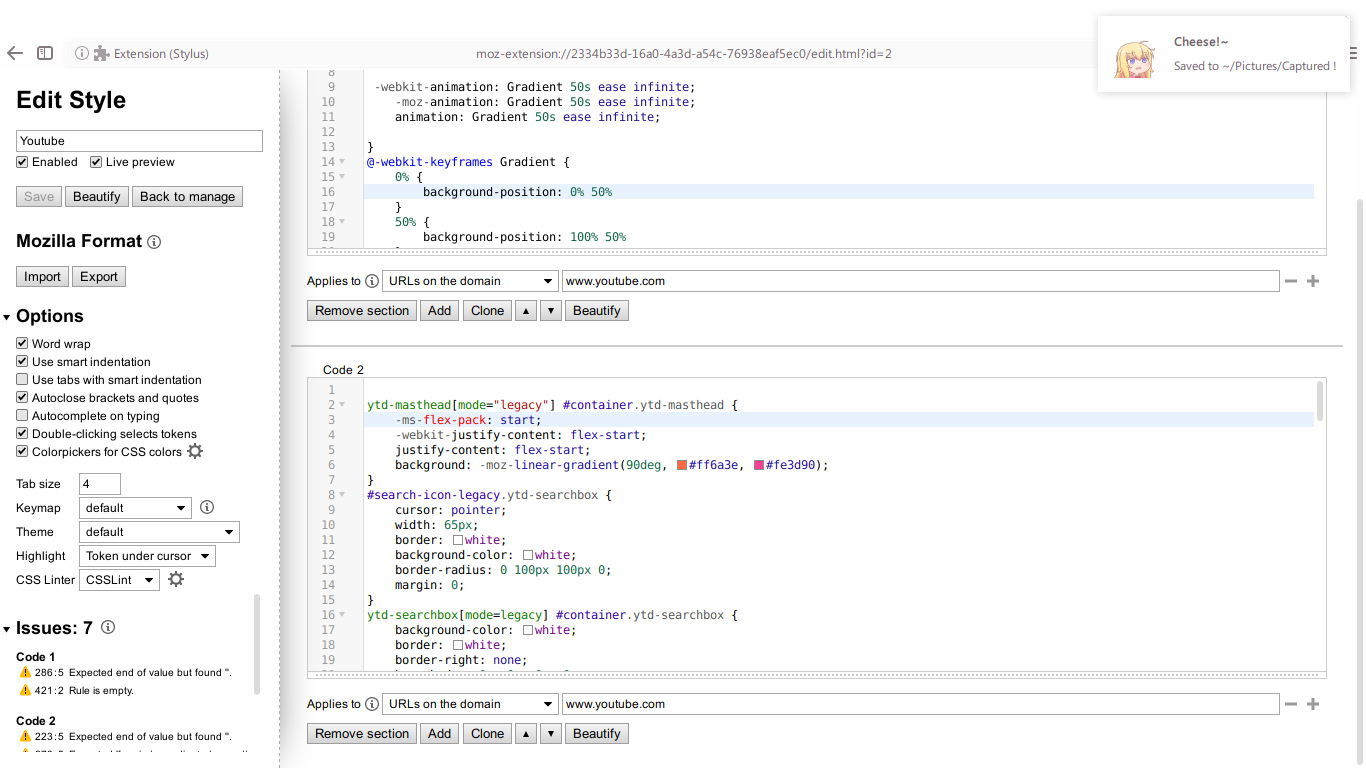 Extension (Stylus)
moz-extension://2334b33d-16a0-4a3d-a54c-76938eaf5ec0/edit.html?id=2
Cheese!~
Saved to ~/Pictures/Captured !
Edit Style
Youtube
Enabled Live preview
Save Beautify Back to manage
Mozilla Format
Import Export
Options
Word wrap
Use smart indentation
Use tabs with smart indentation
Autoclose brackets and quotes
Autocomplete on typing
Double-clicking selects tokens
Colorpickers for CSS colors
Tab size 4
Keymap default
Theme default
Highlight Token under cursor
CSS Linter CSSLint
Issues: 7
Code 1
286:5 Expected end of value but found ''.
421:2 Rule is empty.
Code 2
223:5 Expected end of value but found ''.
8
9 -webkit-animation: Gradient 50s ease infinite;
10 -moz-animation: Gradient 50s ease infinite;
11 animation: Gradient 50s ease infinite;
12
13 }
14 @-webkit-keyframes Gradient {
15 0% {
16 background-position: 0% 50%
17 }
18 50% {
19 background-position: 100% 50%
Applies to URLs on the domain www.youtube.com
Remove section Add Clone ▲ ▼ Beautify
Code 2
1
2 ytd-masthead[mode="legacy"] #container.ytd-masthead {
3 -ms-flex-pack: start;
4 -webkit-justify-content: flex-start;
5 justify-content: flex-start;
6 background: -moz-linear-gradient(90deg, #ff6a3e, #fe3d90);
7 }
8 #search-icon-legacy.ytd-searchbox {
9 cursor: pointer;
10 width: 65px;
11 border: white;
12 background-color: white;
13 border-radius: 0 100px 100px 0;
14 margin: 0;
15 }
16 ytd-searchbox[mode=legacy] #container.ytd-searchbox {
17 background-color: white;
18 border: white;
19 border-right: none;
Applies to URLs on the domain www.youtube.com
Remove section Add Clone ▲ ▼ Beautify